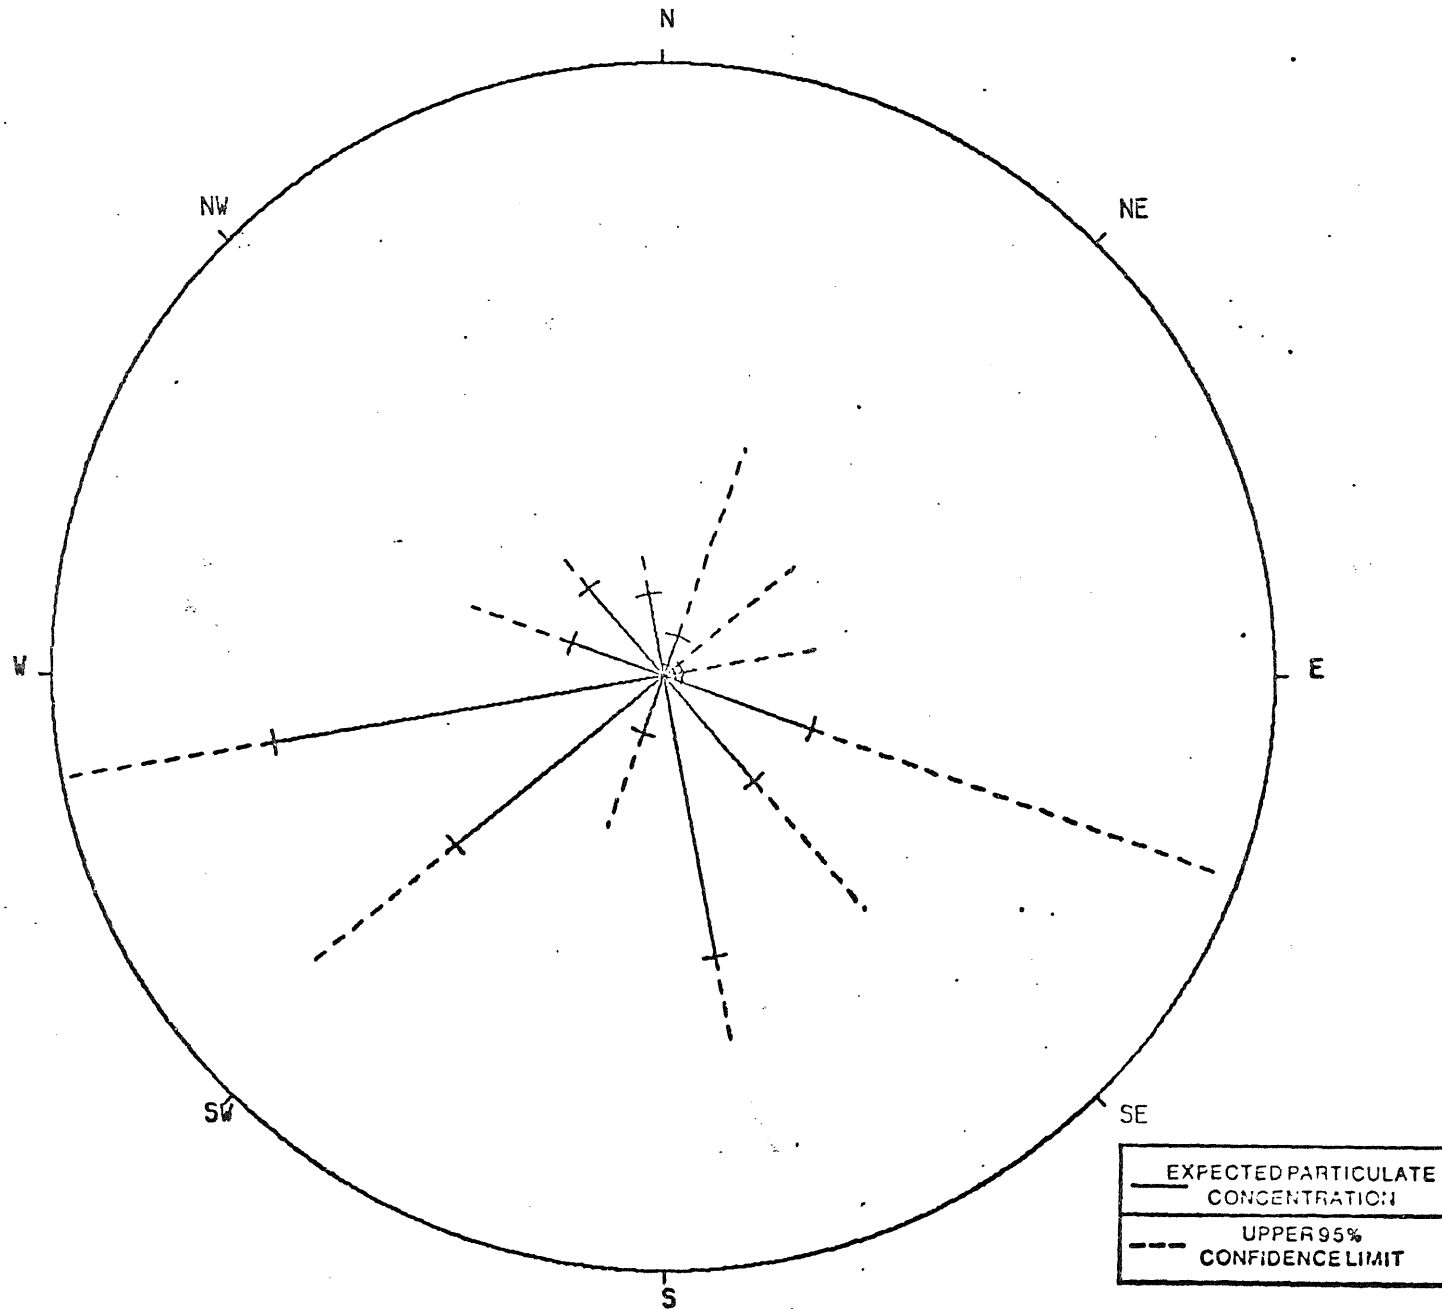 N
NW
NE
W
E
SW
SE
S
EXPECTED PARTICULATE
CONCENTRATION
UPPER 95%
CONFIDENCE LIMIT